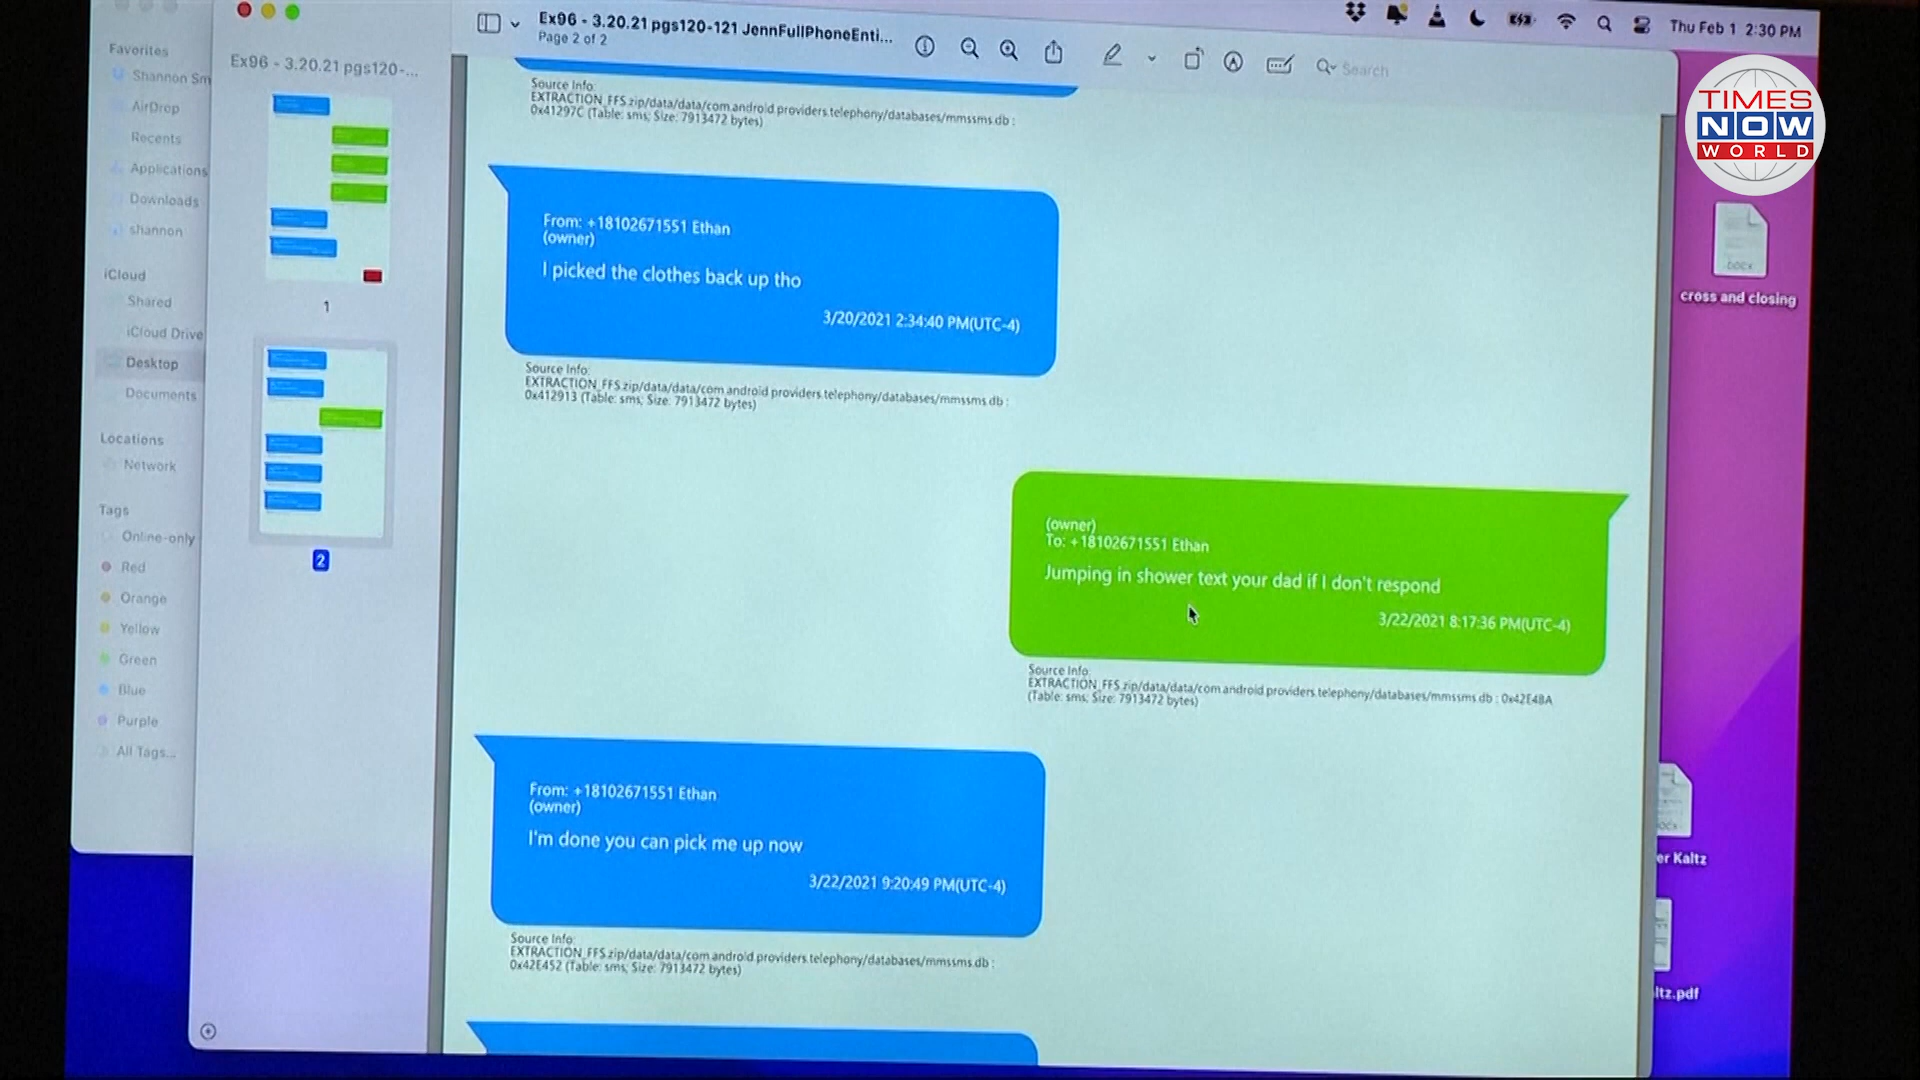 Thu Feb 1 2:30 PM
Ex96 - 3.20.21 pgs120-121 JennFullPhoneEnti...
Page 2 of 2
Search
TIMES
NOW
WORLD
Favorites
Shannon Sm
AirDrop
Recents
Applications
Downloads
shannon
iCloud
Shared
iCloud Drive
Desktop
Documents
Locations
Network
Tags
Online-only
Red
Orange
Yellow
Green
Blue
Purple
All Tags...
Ex96 - 3.20.21 pgs120-...
1
2
Source Info:
EXTRACTION_FFS.zip/data/data/com.android.providers.telephony/databases/mmssms.db :
0x41297C (Table: sms; Size: 7913472 bytes)
From: +18102671551 Ethan
(owner)
I picked the clothes back up tho
3/20/2021 2:34:40 PM(UTC-4)
Source Info:
EXTRACTION_FFS.zip/data/data/com.android.providers.telephony/databases/mmssms.db :
0x412913 (Table: sms; Size: 7913472 bytes)
(owner)
To: +18102671551 Ethan
Jumping in shower text your dad if I don't respond
3/22/2021 8:17:36 PM(UTC-4)
Source Info:
EXTRACTION_FFS.zip/data/data/com.android.providers.telephony/databases/mmssms.db : 0x42E4BA
(Table: sms; Size: 7913472 bytes)
From: +18102671551 Ethan
(owner)
I'm done you can pick me up now
3/22/2021 9:20:49 PM(UTC-4)
Source Info:
EXTRACTION_FFS.zip/data/data/com.android.providers.telephony/databases/mmssms.db :
0x42E452 (Table: sms; Size: 7913472 bytes)
DOCX
cross and closing
DOCX
er Kaltz
ltz.pdf